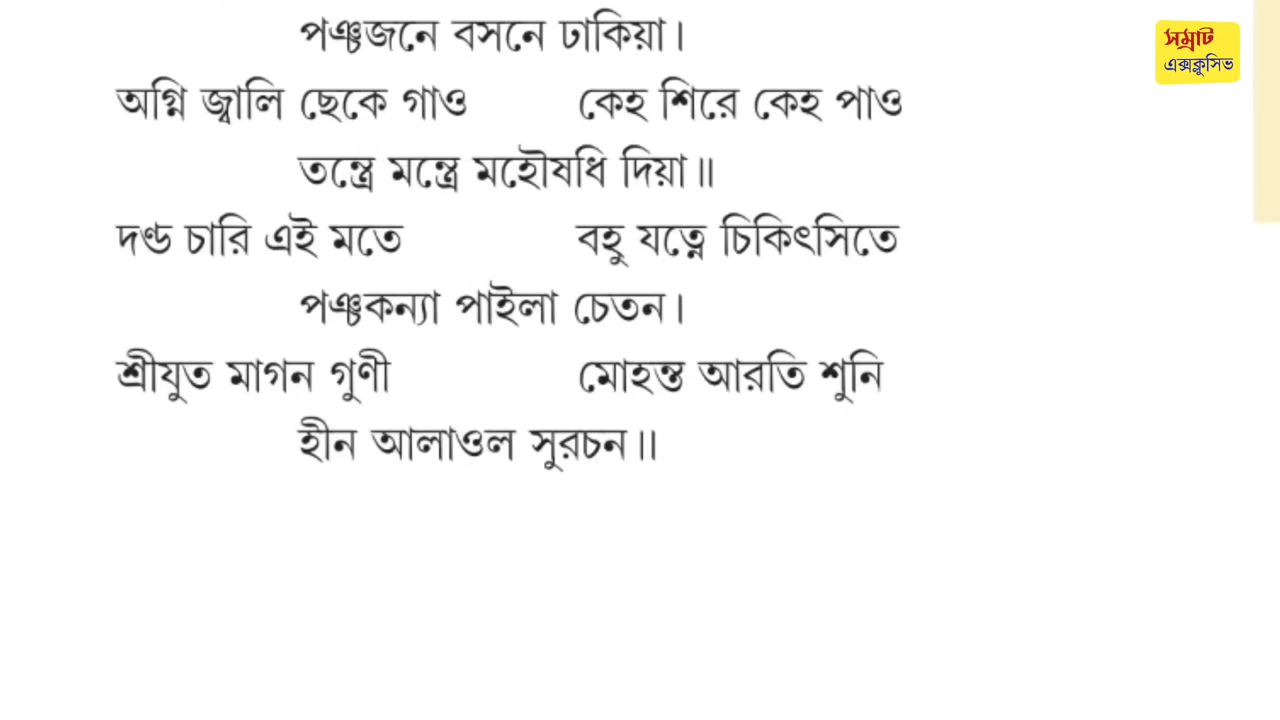 পঞ্চজনে বসনে ঢাকিয়া।
অগ্নি জ্বালি ছেকে গাও কেহ শিরে কেহ পাও
তন্ত্রে মন্ত্রে মহৌষধি দিয়া॥
দণ্ড চারি এই মতে বহু যত্নে চিকিৎসিতে
পঞ্চকন্যা পাইলা চেতন।
শ্রীযুত মাগন গুণী মোহন্ত আরতি শুনি
হীন আলাওল সুরচন॥
সম্রাট
এক্সক্লুসিভ